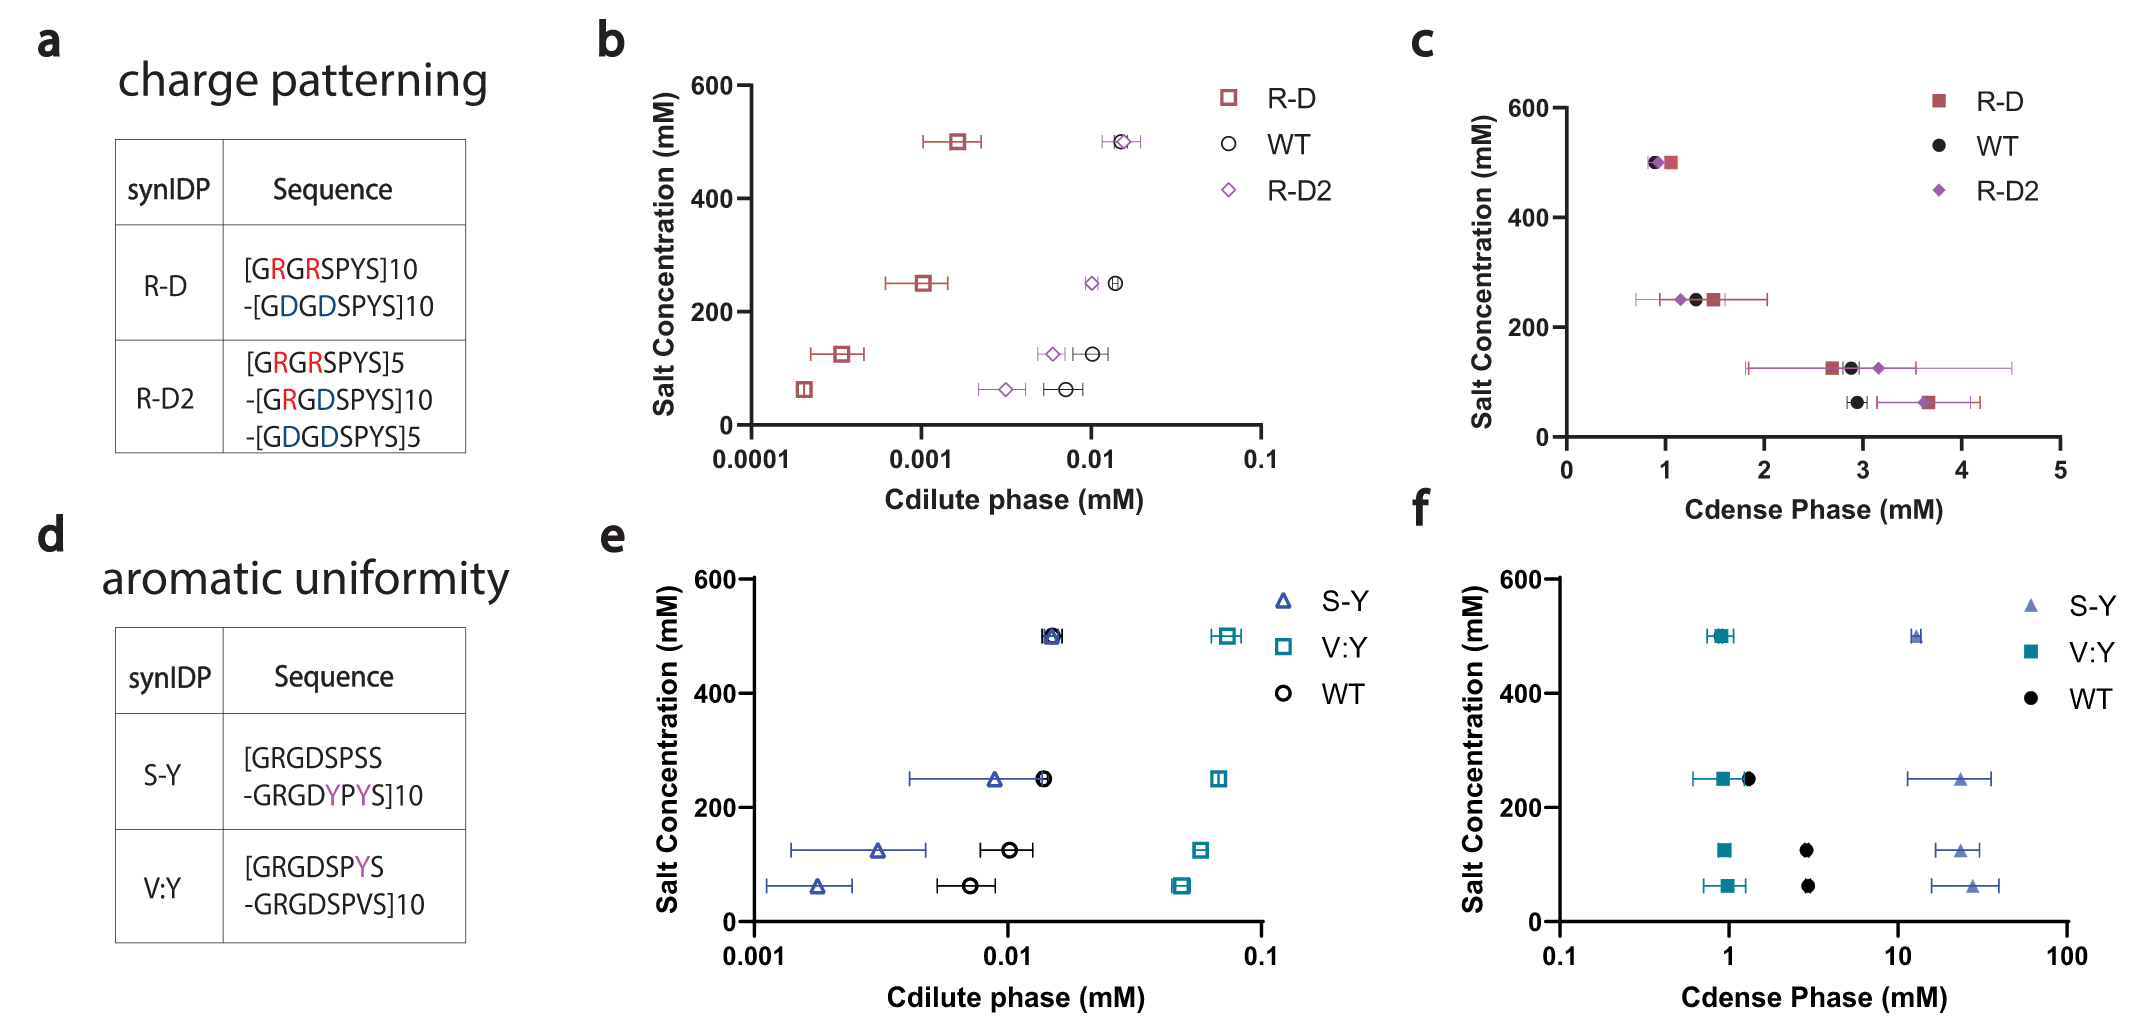 a
charge patterning
synIDP Sequence
R-D
[GRGRSPYS]10
-[GDGDSPYS]10
R-D2
[GRGRSPYS]5
-[GRGDSPYS]10
-[GDGDSPYS]5
b
Salt Concentration (mM)
600
400
200
0
0.0001 0.001 0.01 0.1
Cdilute phase (mM)
R-D
WT
R-D2
c
Salt Concentration (mM)
600
400
200
0
0 1 2 3 4 5
Cdense Phase (mM)
R-D
WT
R-D2
d
aromatic uniformity
synIDP Sequence
S-Y
[GRGDSPSS
-GRGDYPYS]10
V:Y
[GRGDSPYS
-GRGDSPVS]10
e
Salt Concentration (mM)
600
400
200
0
0.001 0.01 0.1
Cdilute phase (mM)
S-Y
V:Y
WT
f
Salt Concentration (mM)
600
400
200
0
0.1 1 10 100
Cdense Phase (mM)
S-Y
V:Y
WT